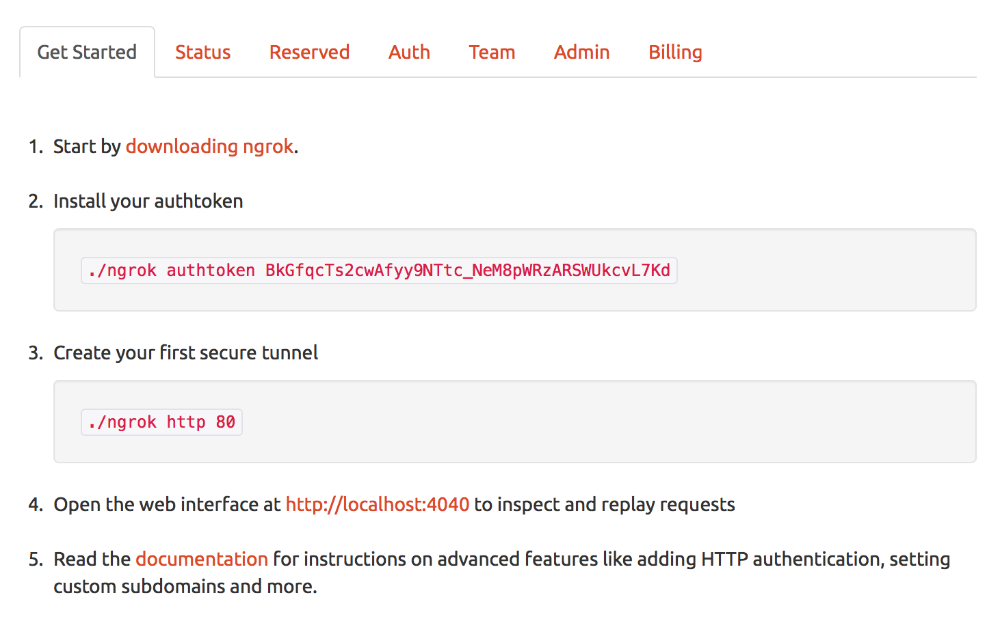 Get Started Status Reserved Auth Team Admin Billing
1. Start by downloading ngrok.
2. Install your authtoken
./ngrok authtoken BkGfqcTs2cwAfyy9NTtc_NeM8pWRzARSWUkcvL7Kd
3. Create your first secure tunnel
./ngrok http 80
4. Open the web interface at http://localhost:4040 to inspect and replay requests
5. Read the documentation for instructions on advanced features like adding HTTP authentication, setting
custom subdomains and more.